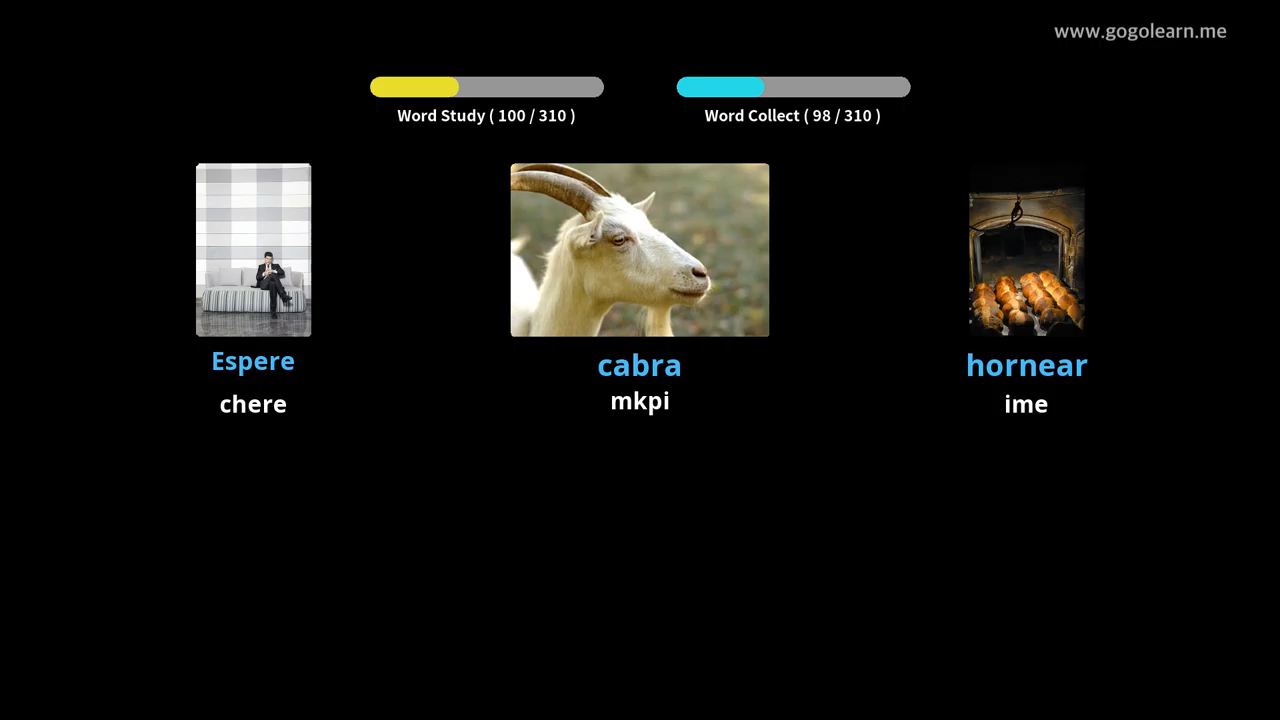 www.gogolearn.me
Word Study ( 100 / 310 )
Word Collect ( 98 / 310 )
Espere
chere
cabra
mkpi
hornear
ime